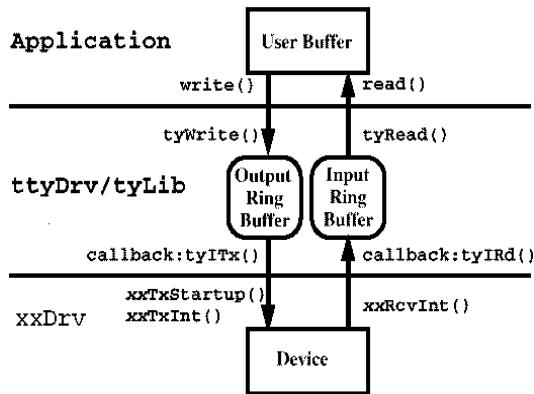 Application
User Buffer
write()
read()
tyWrite()
tyRead()
ttyDrv/tyLib
Output
Ring
Buffer
Input
Ring
Buffer
callback:tyITx()
callback:tyIRd()
xxTxStartup()
xxTxInt()
xxRcvInt()
xxDrv
Device